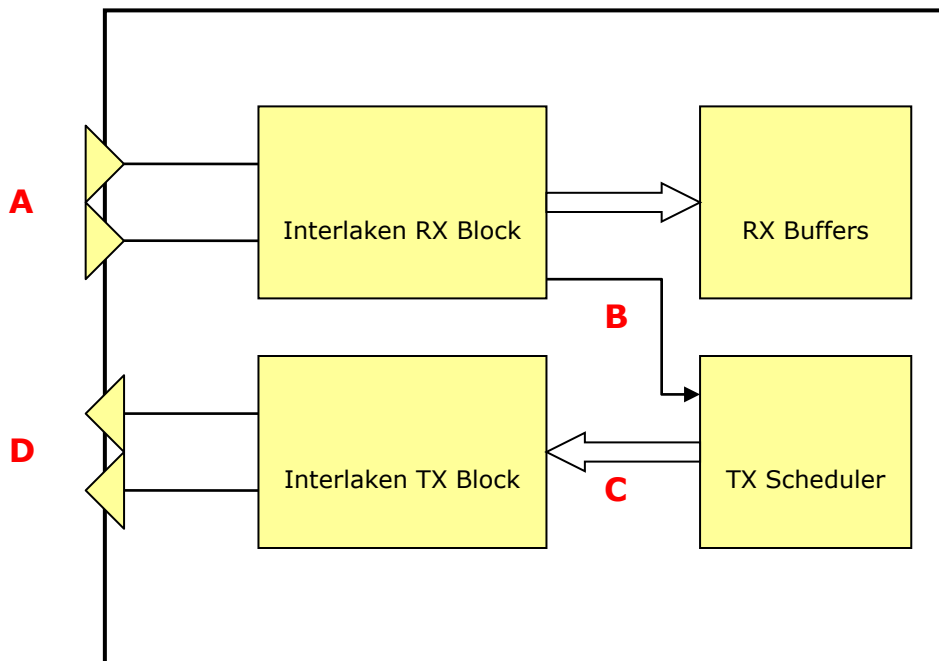 A
Interlaken RX Block
RX Buffers
B
D
Interlaken TX Block
C
TX Scheduler